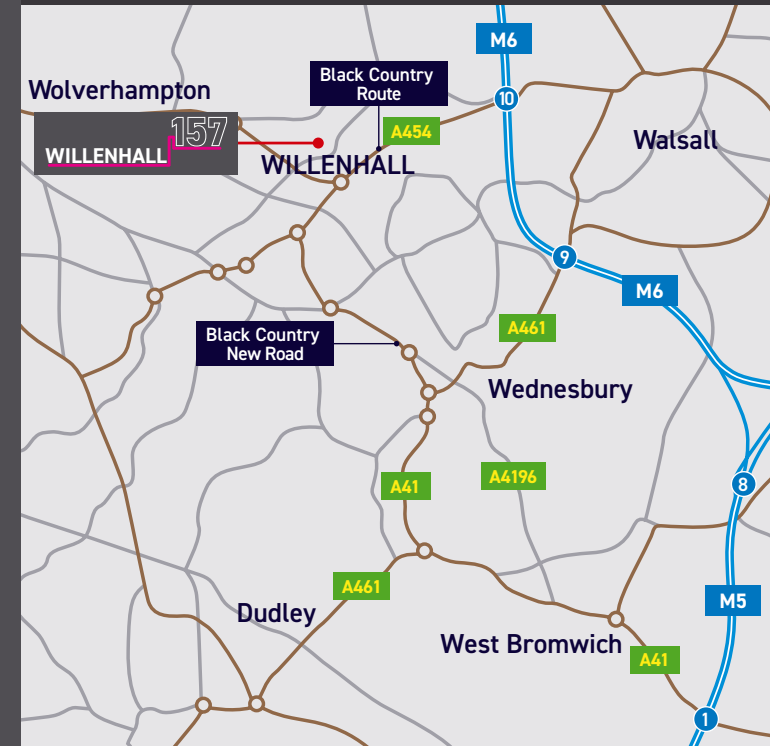 M6
Wolverhampton
Black Country
Route
10
157
WILLENHALL
A454
Walsall
WILLENHALL
9
M6
A461
Black Country
New Road
Wednesbury
A41
A4196
8
A461
M5
Dudley
West Bromwich
A41
1